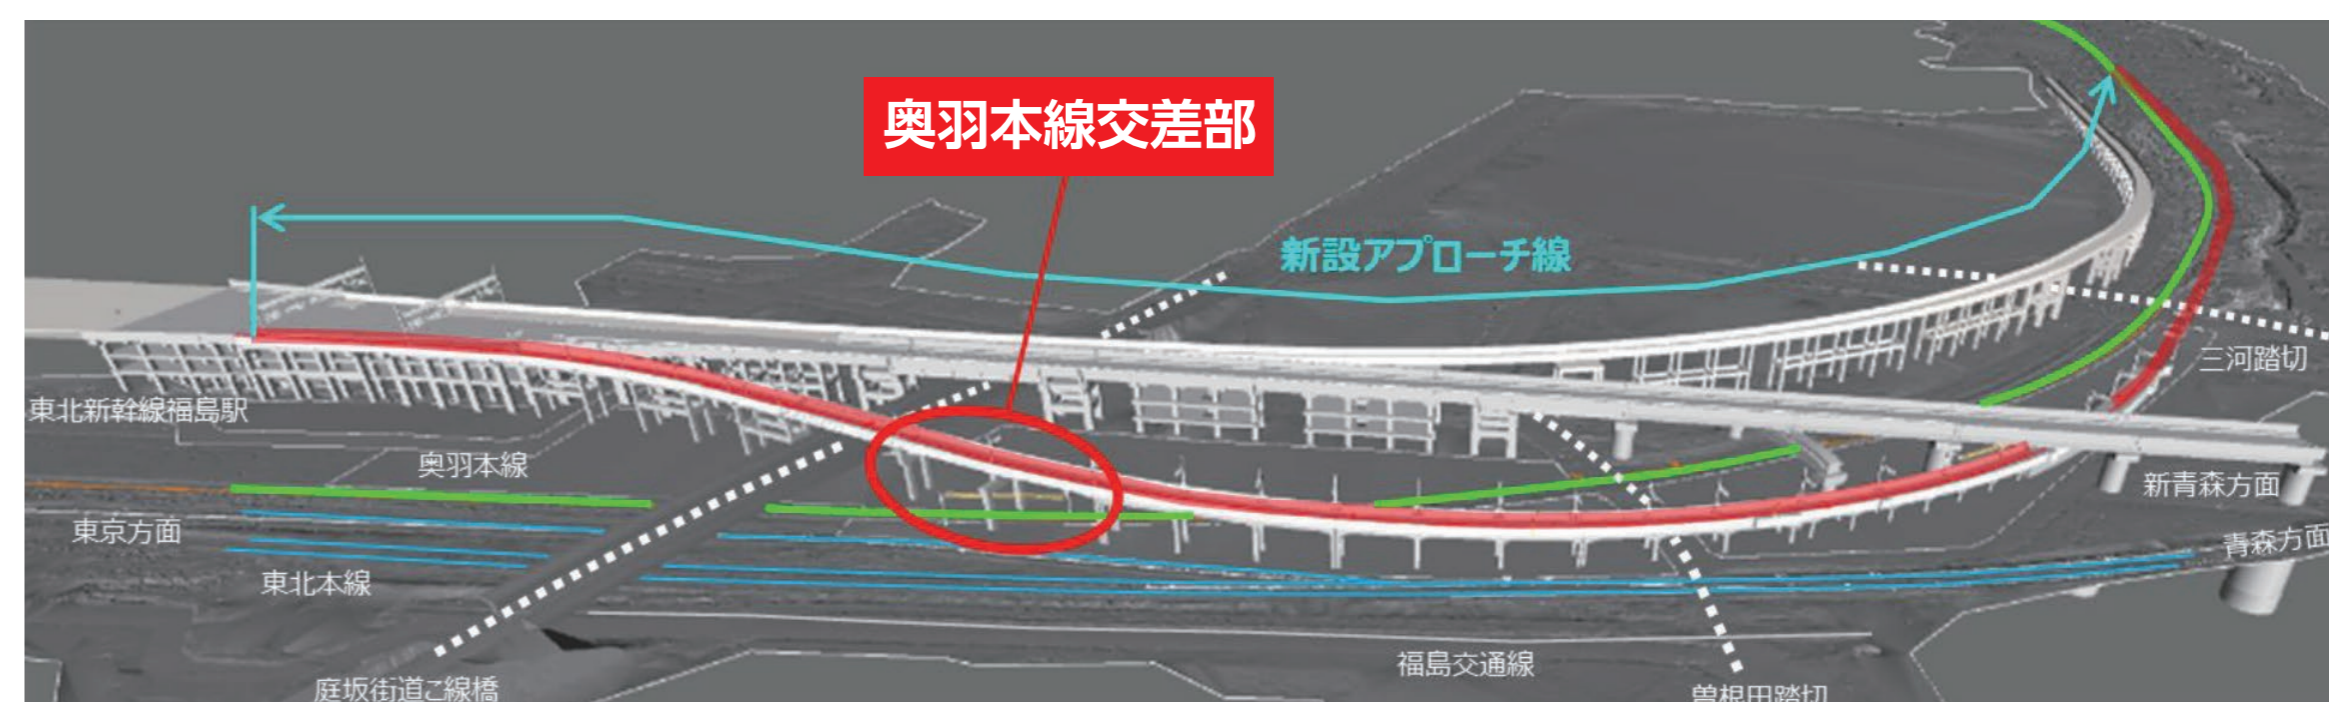 奥羽本線交差部
新設アプローチ線
三河踏切
東北新幹線福島駅
奥羽本線
新青森方面
東京方面
青森方面
東北本線
福島交通線
庭坂街道こ線橋
曽根田踏切